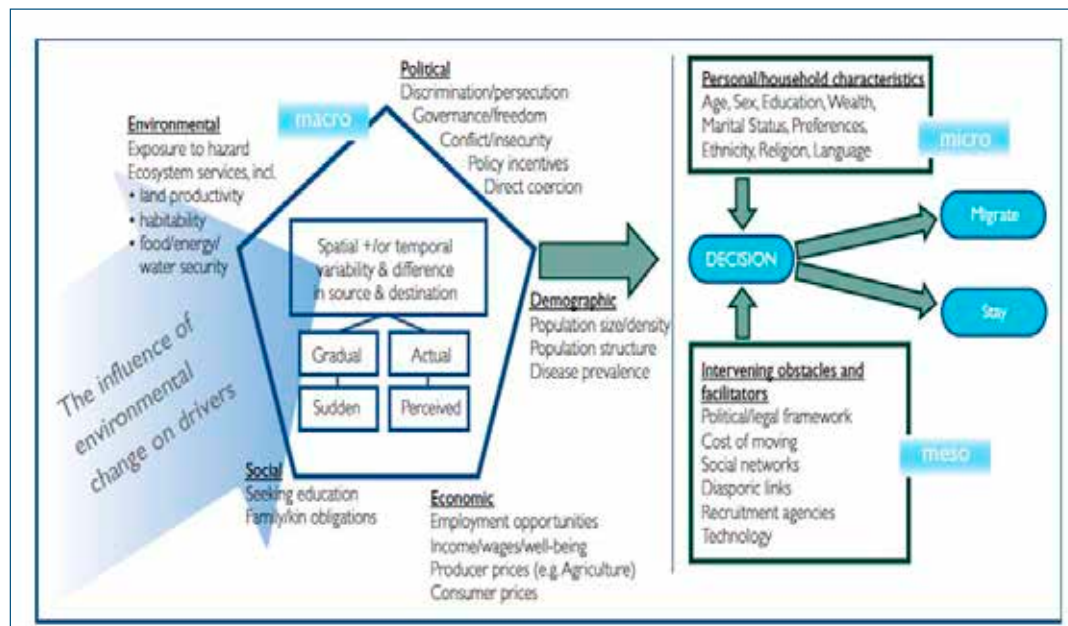 Political
Discrimination/persecution
Governance/freedom
Conflict/insecurity
Policy incentives
Direct coercion
macro
Environmental
Exposure to hazard
Ecosystem services, incl.
• land productivity
• habitability
• food/energy/
water security
Spatial +/or temporal
variability & difference
in source & destination
Gradual
Actual
Sudden
Perceived
The influence of
environmental
change on drivers
Demographic
Population size/density
Population structure
Disease prevalence
Social
Seeking education
Family/kin obligations
Economic
Employment opportunities
Income/wages/well-being
Producer prices (e.g. Agriculture)
Consumer prices
Personal/household characteristics
Age, Sex, Education, Wealth,
Marital Status, Preferences,
Ethnicity, Religion, Language
micro
DECISION
Migrate
Stay
Intervening obstacles and
facilitators
Political/legal framework
Cost of moving
Social networks
Diasporic links
Recruitment agencies
Technology
meso